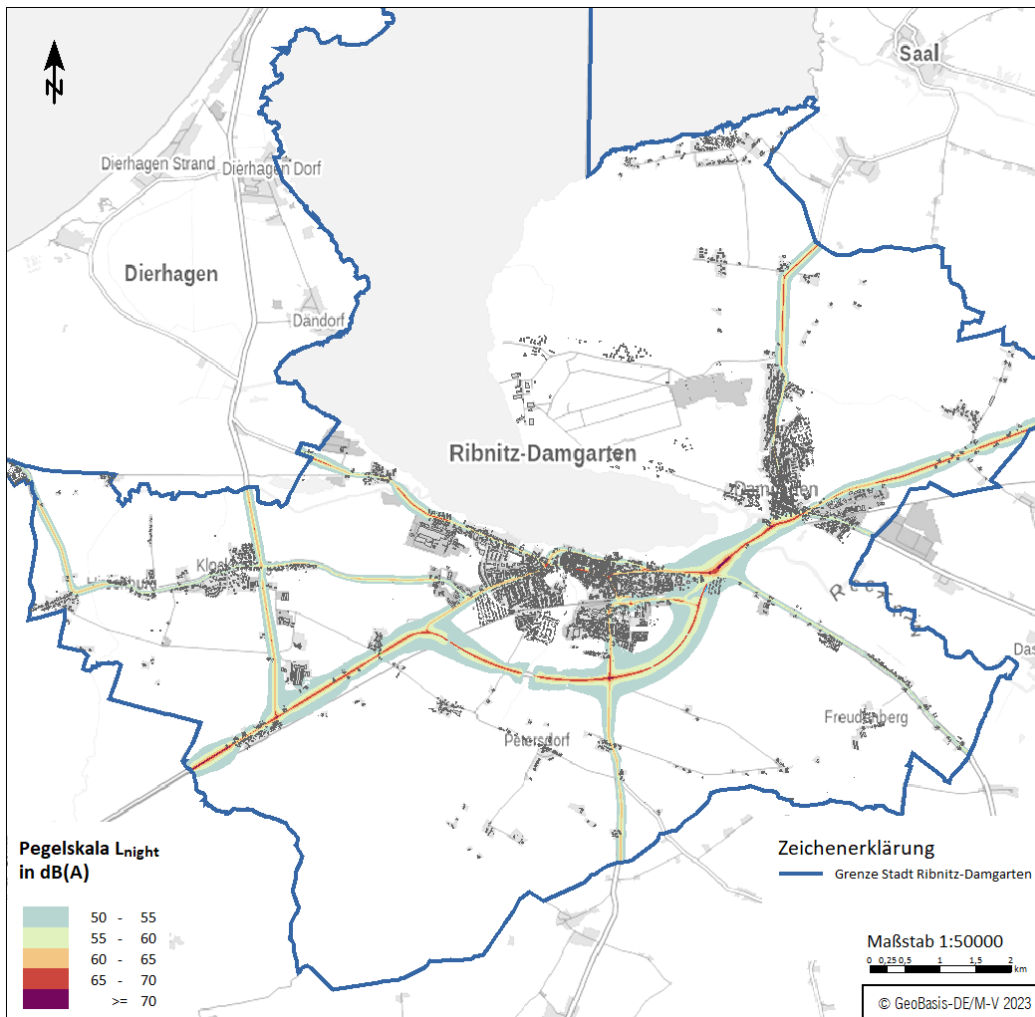 N
Saal
Dierhagen Strand
Dierhagen Dorf
Dierhagen
Dändorf
Ribnitz-Damgarten
Damgarten
Freudenberg
Petersdorf
Pegelskala Lnight
in dB(A)
50 - 55
55 - 60
60 - 65
65 - 70
>= 70
Zeichenerklärung
Grenze Stadt Ribnitz-Damgarten
Maßstab 1:50000
0 0,25 0,5 1 1,5 2
km
© GeoBasis-DE/M-V 2023